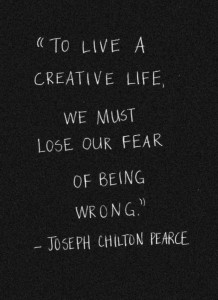 “TO LIVE A
CREATIVE LIFE,
WE MUST
LOSE OUR FEAR
OF BEING
WRONG.”
– JOSEPH CHILTON PEARCE